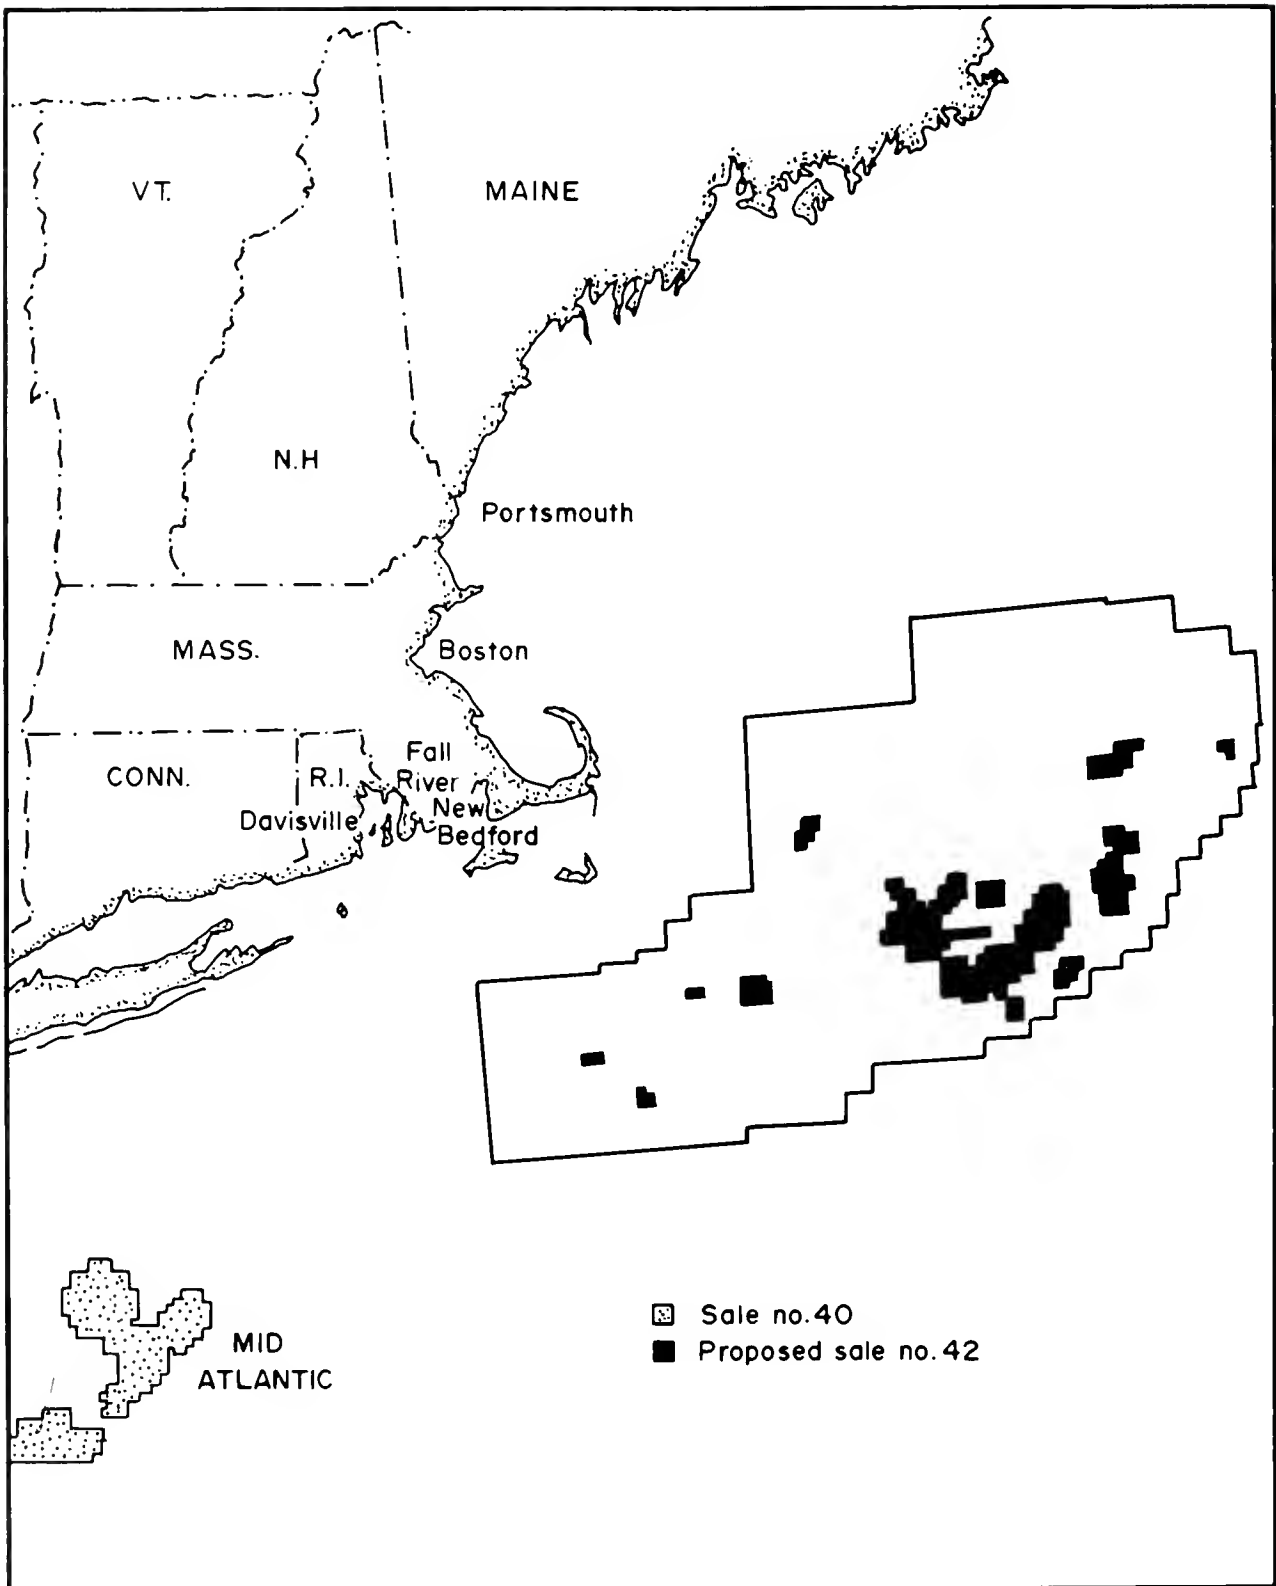 VT.
MAINE
N.H
Portsmouth
MASS.
Boston
CONN.
R.I.
Fall
River
Davisville
New
Bedford
Sale no.40
Proposed sale no.42
MID
ATLANTIC